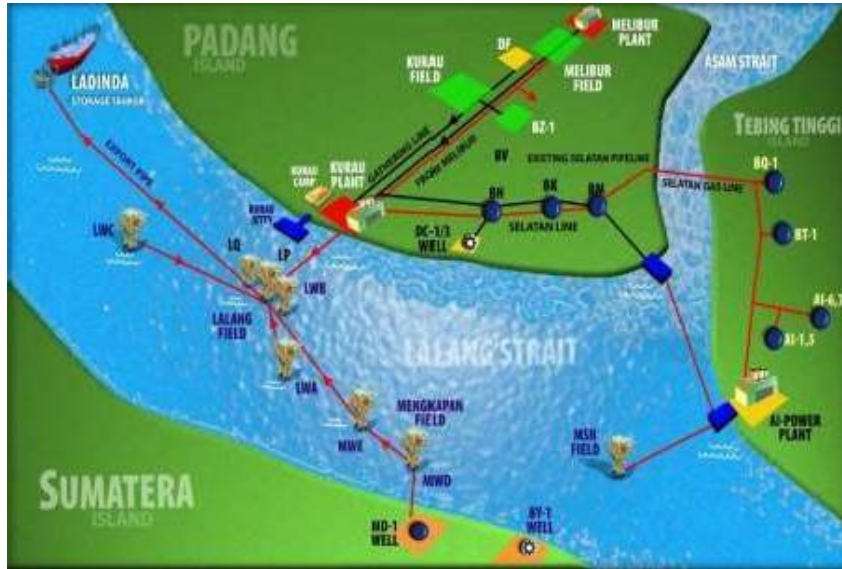 PADANG
ISLAND
LADINDA
STORAGE TANKER
EXPORT PIPE
KURAU
FIELD
DF
MELIBUR
PLANT
MELIBUR
FIELD
BZ-1
ASAM STRAIT
TEBING TINGGI
ISLAND
GATHERING LINE
FROM MELIBUR
BV
EXISTING SELATAN PIPELINE
KURAU
CAMP
KURAU
PLANT
KURAU
BH
BK
BM
SELATAN LINE
DC-1/3
WELL
SELATAN GAS LINE
BO-1
BT-1
AI-6,7
AI-1,5
AI-POWER
PLANT
LWC
LQ
LP
LWB
LALANG
FIELD
LALANG STRAIT
LWA
MENGKAPAN
FIELD
MWE
MWD
MSH
FIELD
SUMATERA
ISLAND
MD-1
WELL
BY-1
WELL